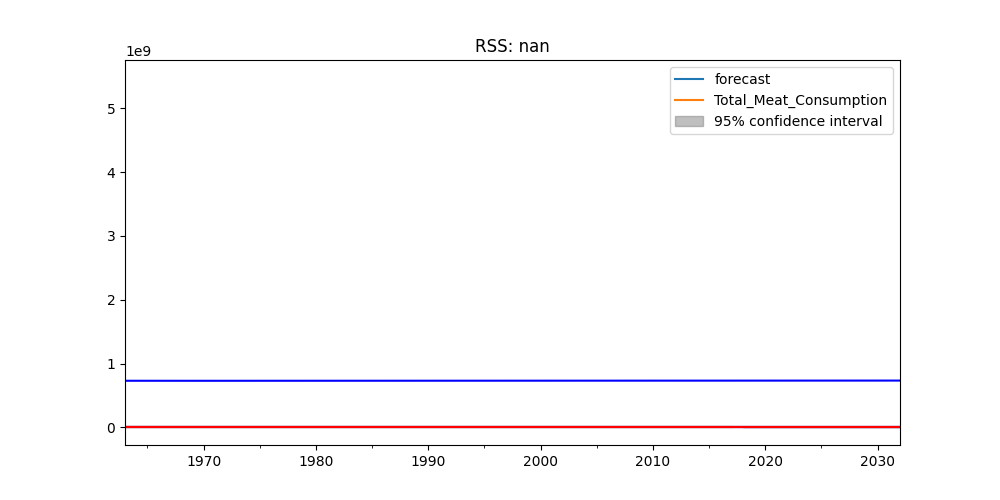 RSS: nan
1e9
forecast
Total_Meat_Consumption
95% confidence interval
5
4
3
2
1
0
1970 1980 1990 2000 2010 2020 2030